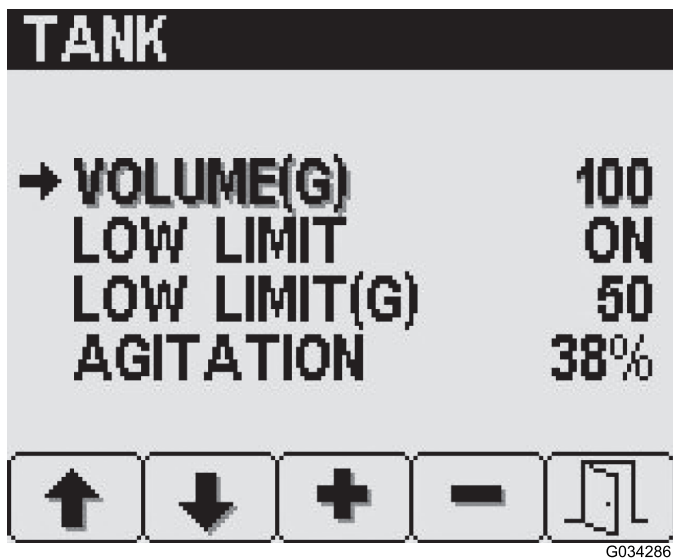 TANK
VOLUME(G) 100
LOW LIMIT ON
LOW LIMIT(G) 50
AGITATION 38%
G034286